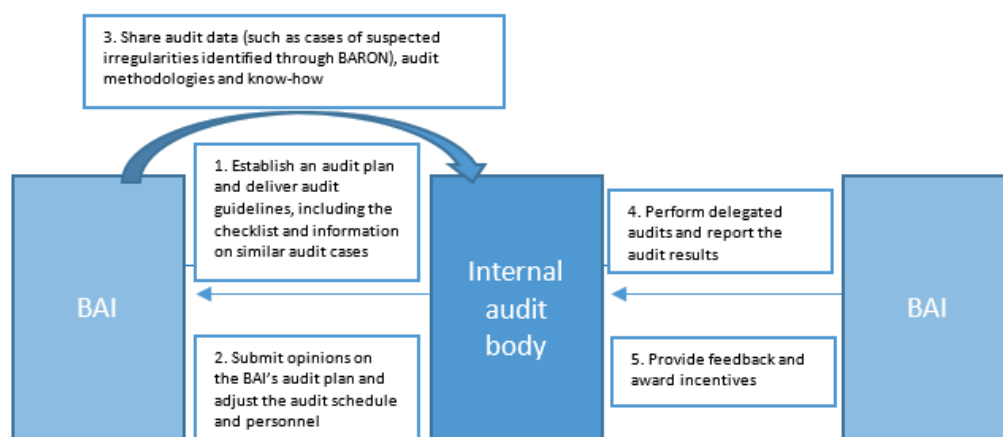 3. Share audit data (such as cases of suspected
irregularities identified through BARON), audit
methodologies and know-how
1. Establish an audit plan
and deliver audit
guidelines, including the
checklist and information
on similar audit cases
4. Perform delegated
audits and report the
audit results
BAI
Internal
audit
body
BAI
2. Submit opinions on
the BAI's audit plan and
adjust the audit schedule
and personnel
5. Provide feedback and
award incentives